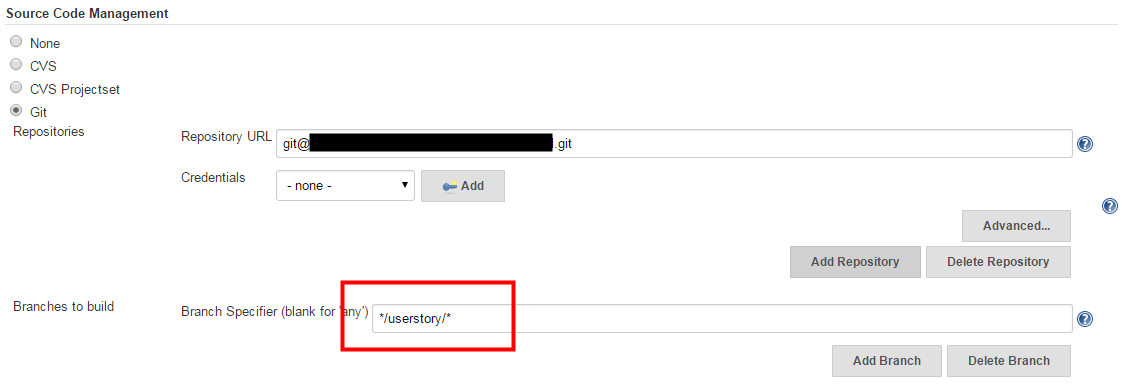 Source Code Management
None
CVS
CVS Projectset
Git
Repositories
Repository URL git@ .git
Credentials - none - Add
Advanced...
Add Repository Delete Repository
Branches to build Branch Specifier (blank for 'any') */userstory/*
Add Branch Delete Branch